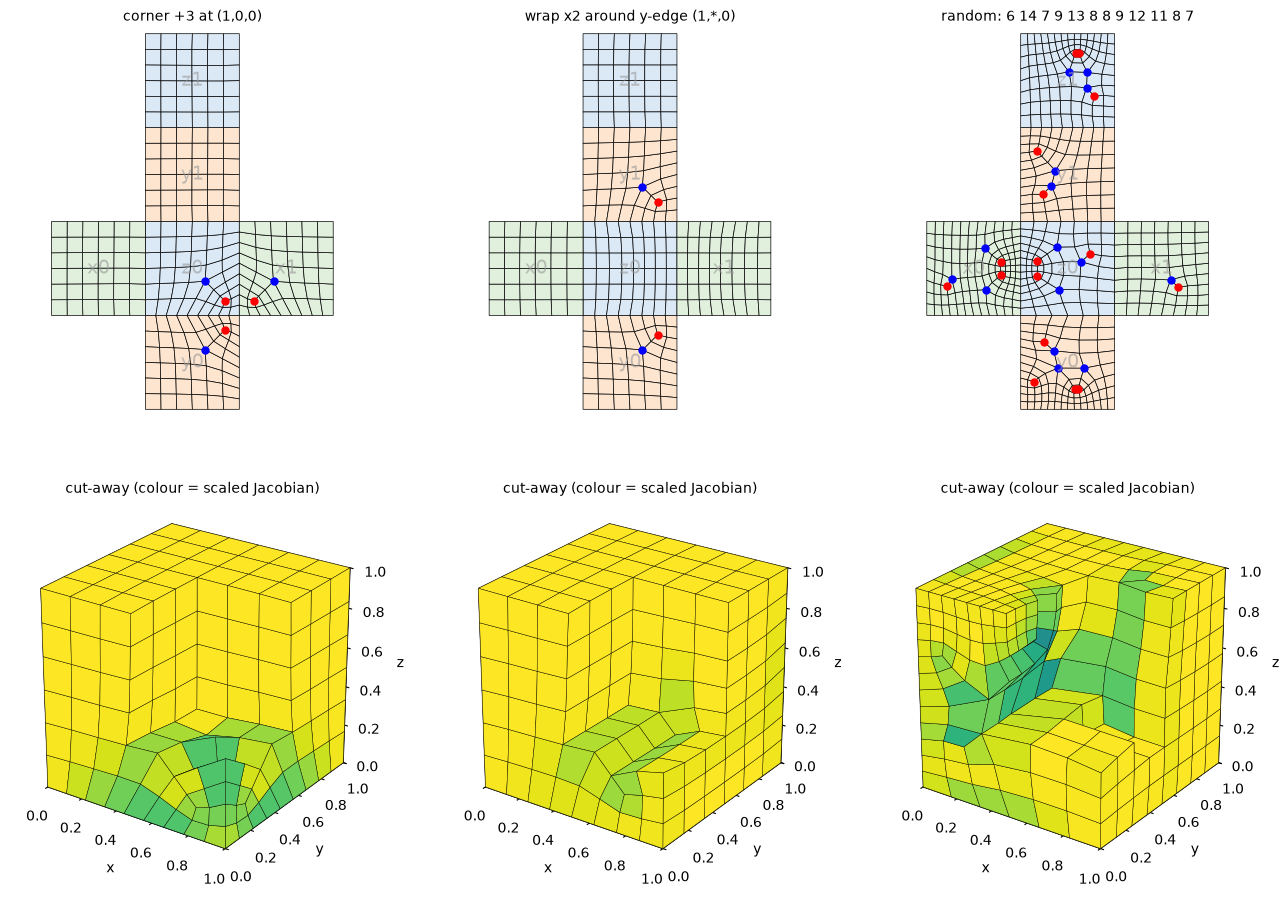 corner +3 at (1,0,0)
wrap x2 around y-edge (1,*,0)
random: 6 14 7 9 13 8 8 9 12 11 8 7
z1
z1
z1
y1
y1
y1
x0
z0
x1
x0
z0
x1
x0
z0
x1
y0
y0
y0
cut-away (colour = scaled Jacobian)
cut-away (colour = scaled Jacobian)
cut-away (colour = scaled Jacobian)
1.0
0.8
0.6
0.4
0.2
0.0
z
0.0
0.2
0.4
0.6
0.8
1.0
x
0.0
0.2
0.4
0.6
0.8
1.0
y
1.0
0.8
0.6
0.4
0.2
0.0
z
0.0
0.2
0.4
0.6
0.8
1.0
x
0.0
0.2
0.4
0.6
0.8
1.0
y
1.0
0.8
0.6
0.4
0.2
0.0
z
0.0
0.2
0.4
0.6
0.8
1.0
x
0.0
0.2
0.4
0.6
0.8
1.0
y